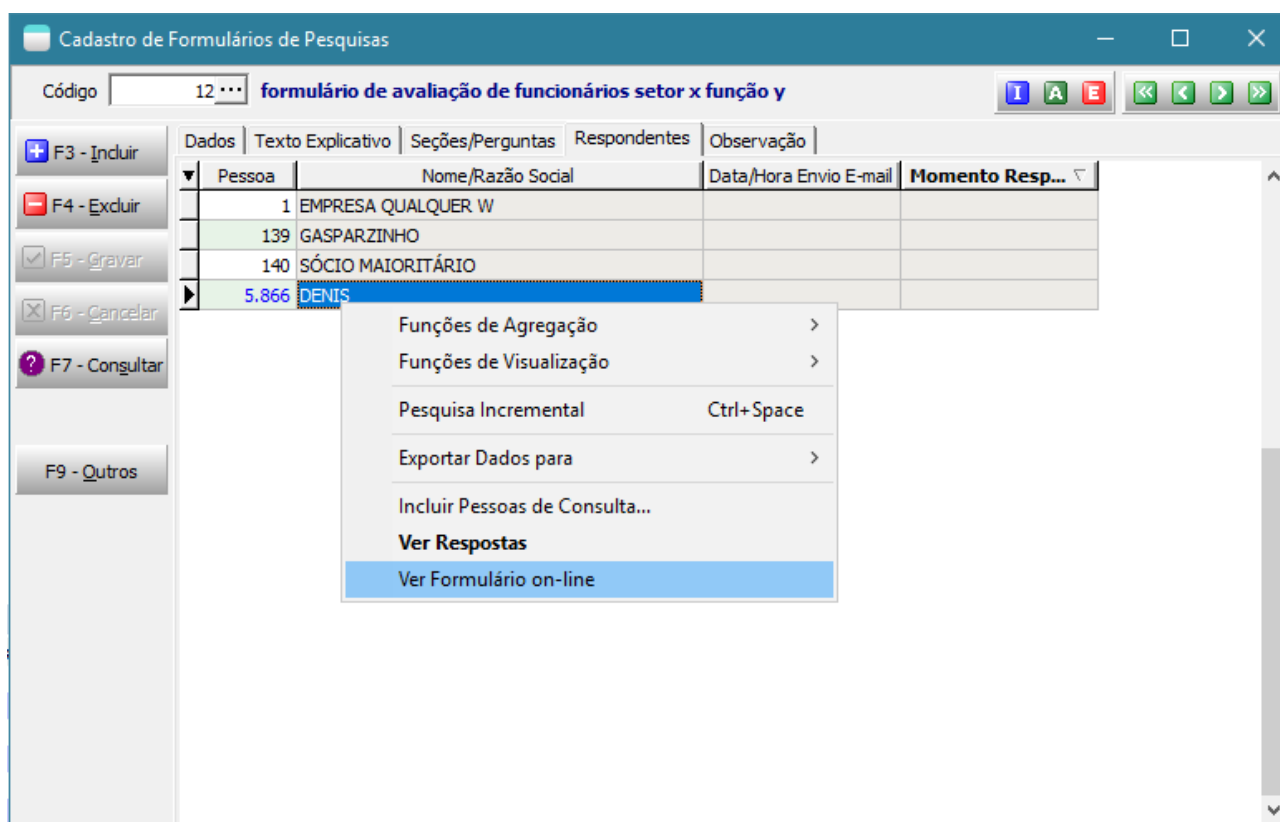 Cadastro de Formulários de Pesquisas
Código 12 ... formulário de avaliação de funcionários setor x função y I A E
F3 - Incluir
F4 - Excluir
F5 - Gravar
F6 - Cancelar
? F7 - Consultar
F9 - Outros
Dados Texto Explicativo Seções/Perguntas Respondentes Observação
Pessoa Nome/Razão Social Data/Hora Envio E-mail Momento Resp...
1 EMPRESA QUALQUER W
139 GASPARZINHO
140 SÓCIO MAIORITÁRIO
5.866 DENIS
Funções de Agregação
Funções de Visualização
Pesquisa Incremental Ctrl+Space
Exportar Dados para
Incluir Pessoas de Consulta...
Ver Respostas
Ver Formulário on-line